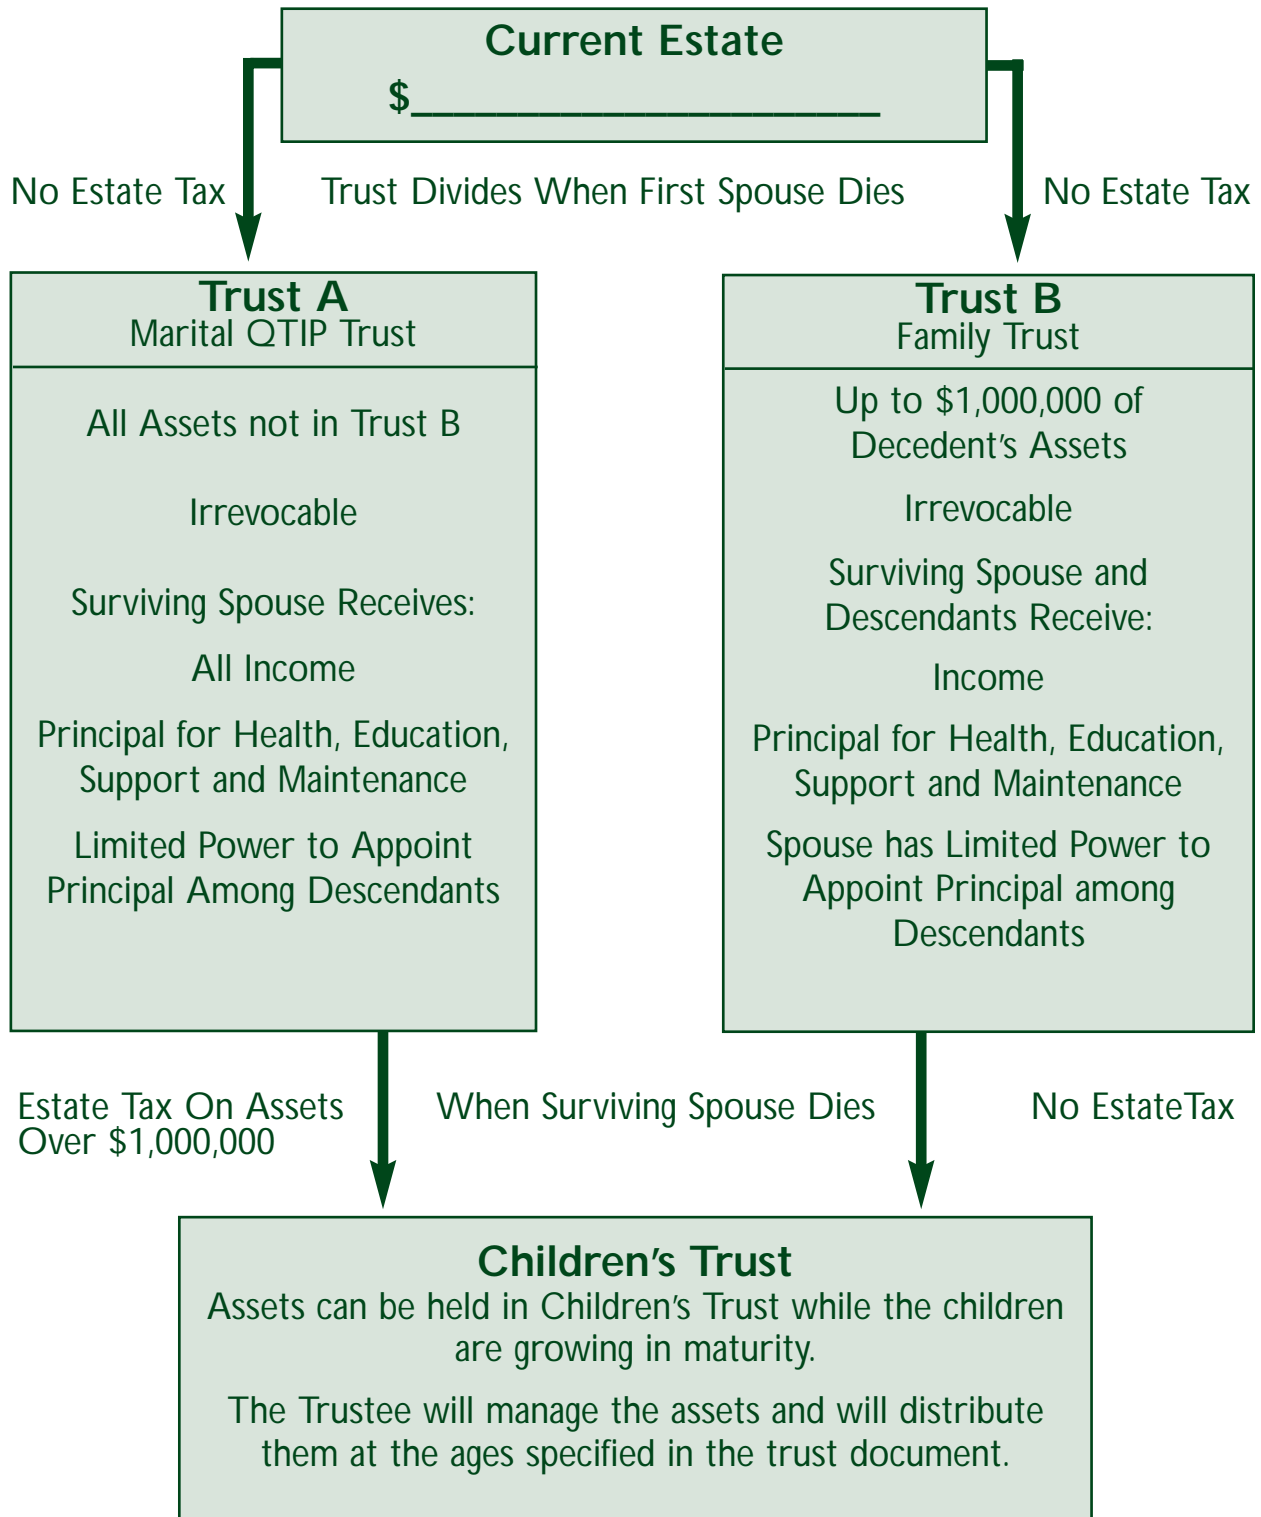 Current Estate
$______________________
No Estate Tax
Trust Divides When First Spouse Dies
No Estate Tax
Trust A
Marital QTIP Trust
All Assets not in Trust B
Irrevocable
Surviving Spouse Receives:
All Income
Principal for Health, Education,
Support and Maintenance
Limited Power to Appoint
Principal Among Descendants
Trust B
Family Trust
Up to $1,000,000 of
Decedent's Assets
Irrevocable
Surviving Spouse and
Descendants Receive:
Income
Principal for Health, Education,
Support and Maintenance
Spouse has Limited Power to
Appoint Principal among
Descendants
Estate Tax On Assets
Over $1,000,000
When Surviving Spouse Dies
No EstateTax
Children's Trust
Assets can be held in Children's Trust while the children
are growing in maturity.
The Trustee will manage the assets and will distribute
them at the ages specified in the trust document.